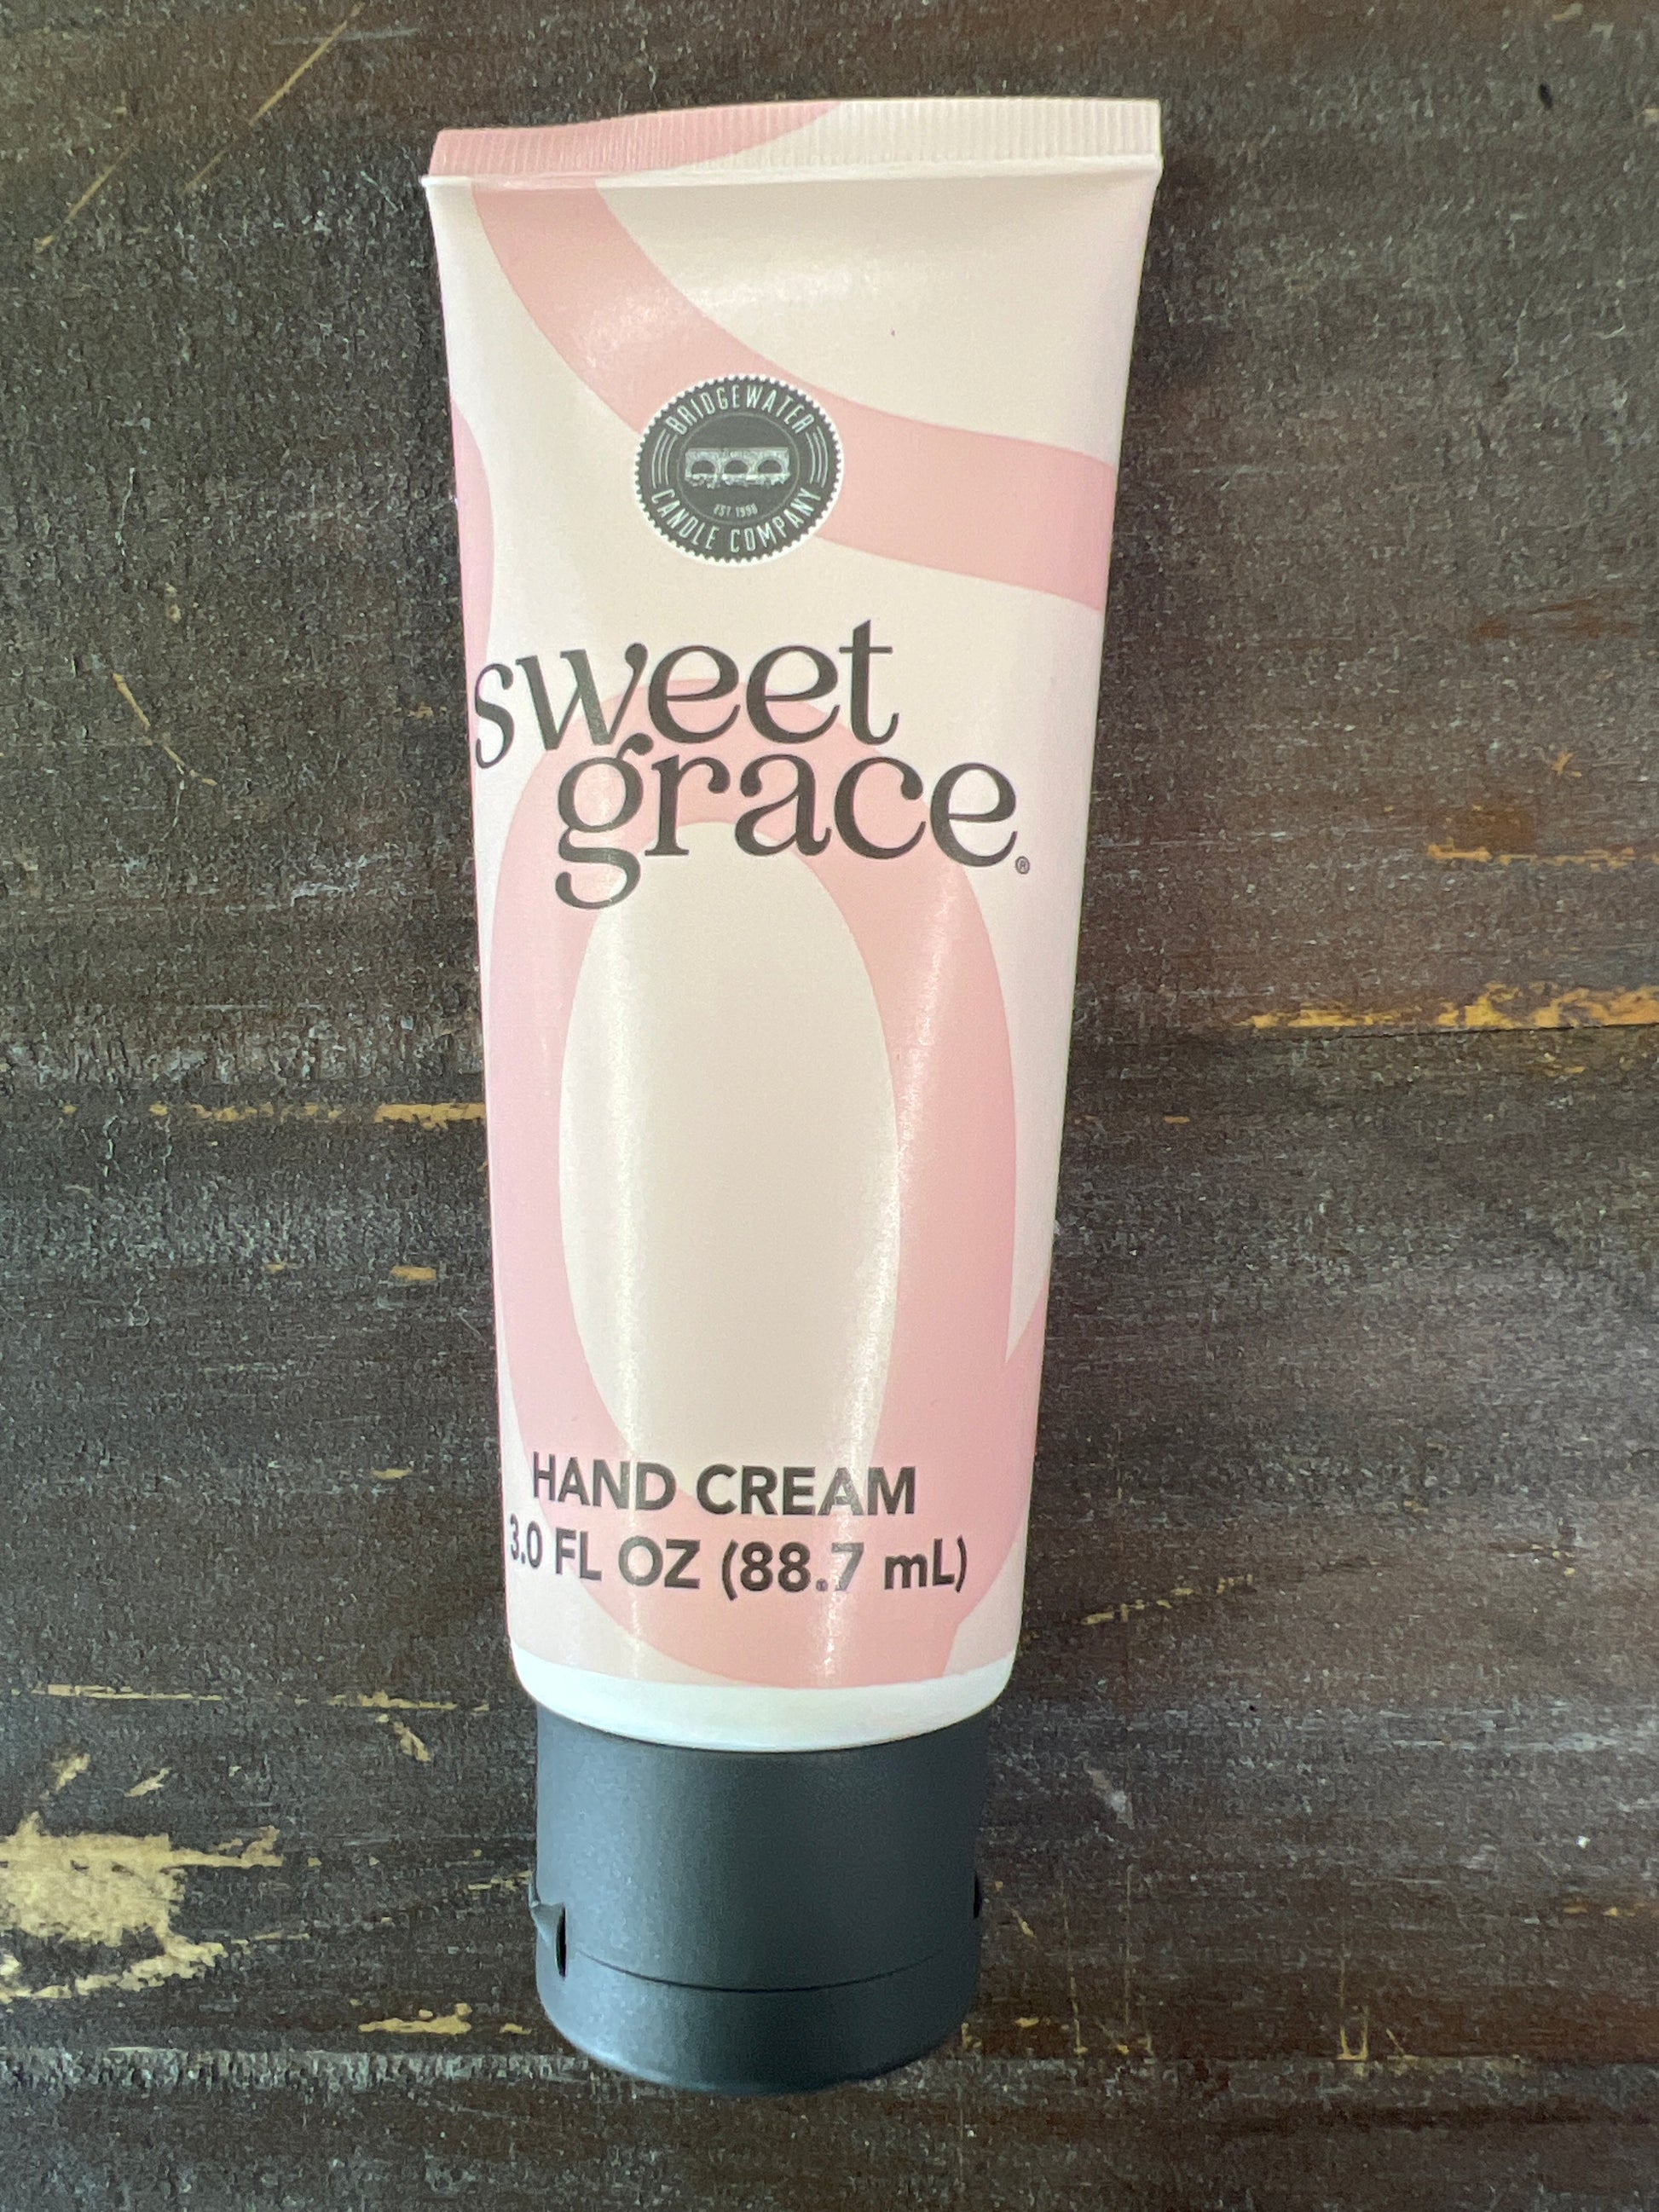 BRIDGEWATER
EST 1998
CANDLE COMPANY
sweet
grace®
HAND CREAM
3.0 FL OZ (88.7 mL)